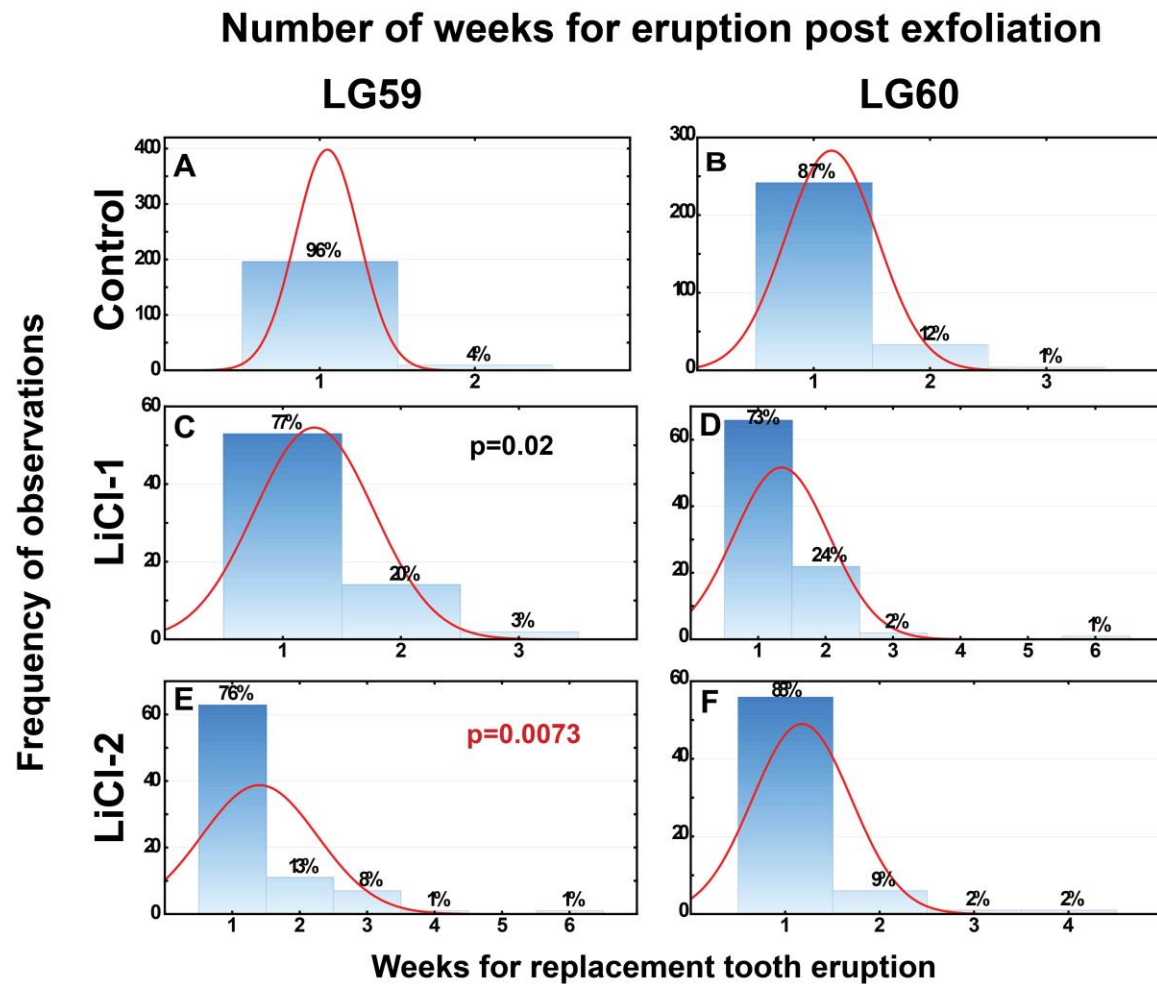 Number of weeks for eruption post exfoliation
LG59 LG60
Frequency of observations
Control
A
400
300
200
100
0
96%
4%
1 2
B
300
200
100
0
87%
12%
1%
1 2 3
LiCl-1
C
60
40
20
0
77%
20%
3%
p=0.02
1 2 3
D
60
40
20
0
73%
24%
2%
1%
1 2 3 4 5 6
LiCl-2
E
60
40
20
0
76%
13%
8%
1%
1%
p=0.0073
1 2 3 4 5 6
F
60
40
20
0
88%
9%
2%
2%
1 2 3 4
Weeks for replacement tooth eruption